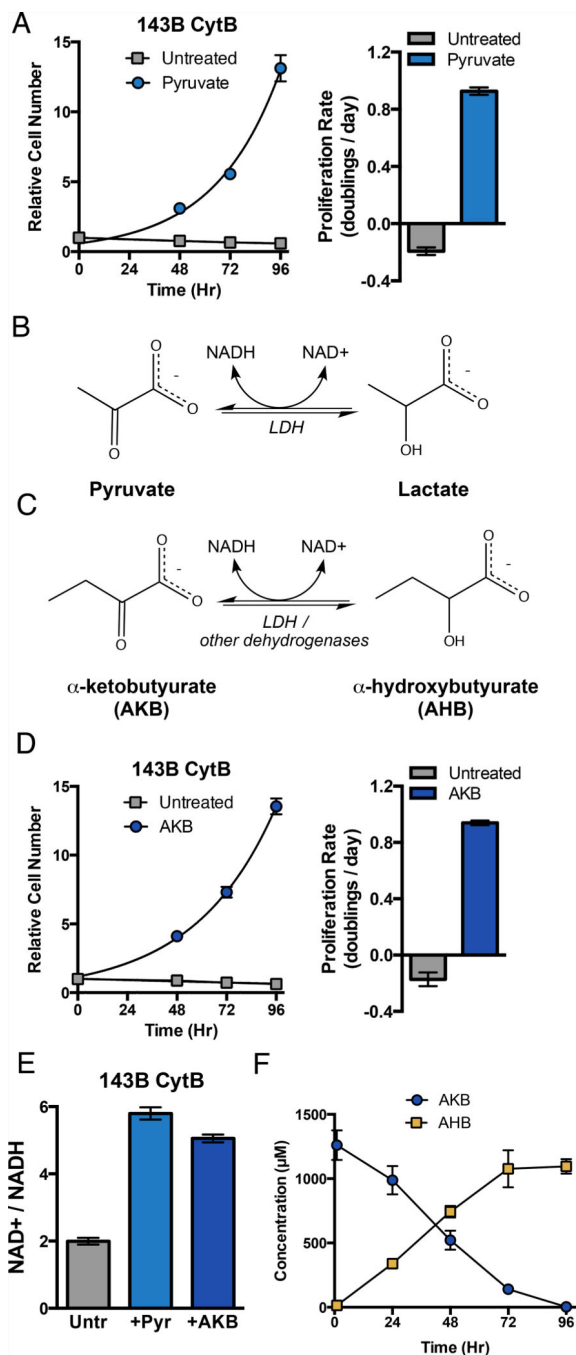 A
143B CytB
Untreated
Pyruvate
Relative Cell Number
15
10
5
0
0 24 48 72 96
Time (Hr)
Untreated
Pyruvate
Proliferation Rate
(doublings / day)
1.2
0.8
0.4
0.0
-0.4
B
O
O
-
O
NADH NAD+
LDH
O
O
-
OH
Pyruvate Lactate
C
O
O
-
O
NADH NAD+
LDH /
other dehydrogenases
O
O
-
OH
α-ketobutyurate
(AKB)
α-hydroxybutyurate
(AHB)
D
143B CytB
Untreated
AKB
Relative Cell Number
15
10
5
0
0 24 48 72 96
Time (Hr)
Untreated
AKB
Proliferation Rate
(doublings / day)
1.2
0.8
0.4
0.0
-0.4
E
143B CytB
NAD+ / NADH
6
4
2
0
Untr +Pyr +AKB
F
AKB
AHB
Concentration (µM)
1500
1000
500
0
0 24 48 72 96
Time (Hr)